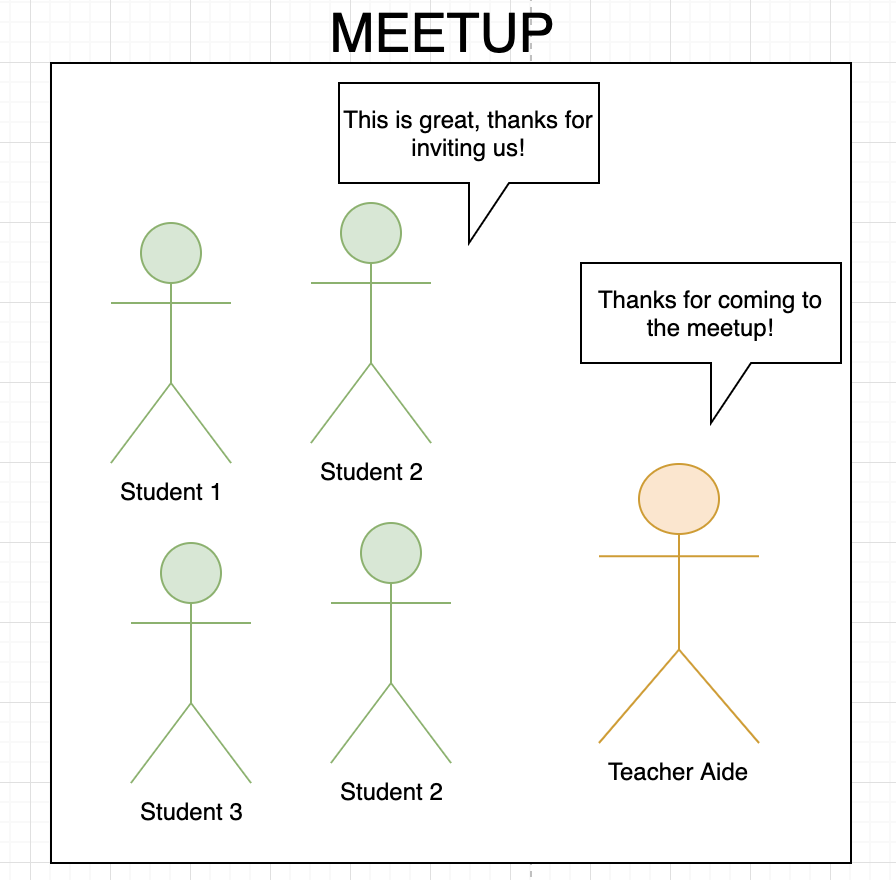 MEETUP
This is great, thanks for
inviting us!
Thanks for coming to
the meetup!
Student 1
Student 2
Student 3
Student 2
Teacher Aide